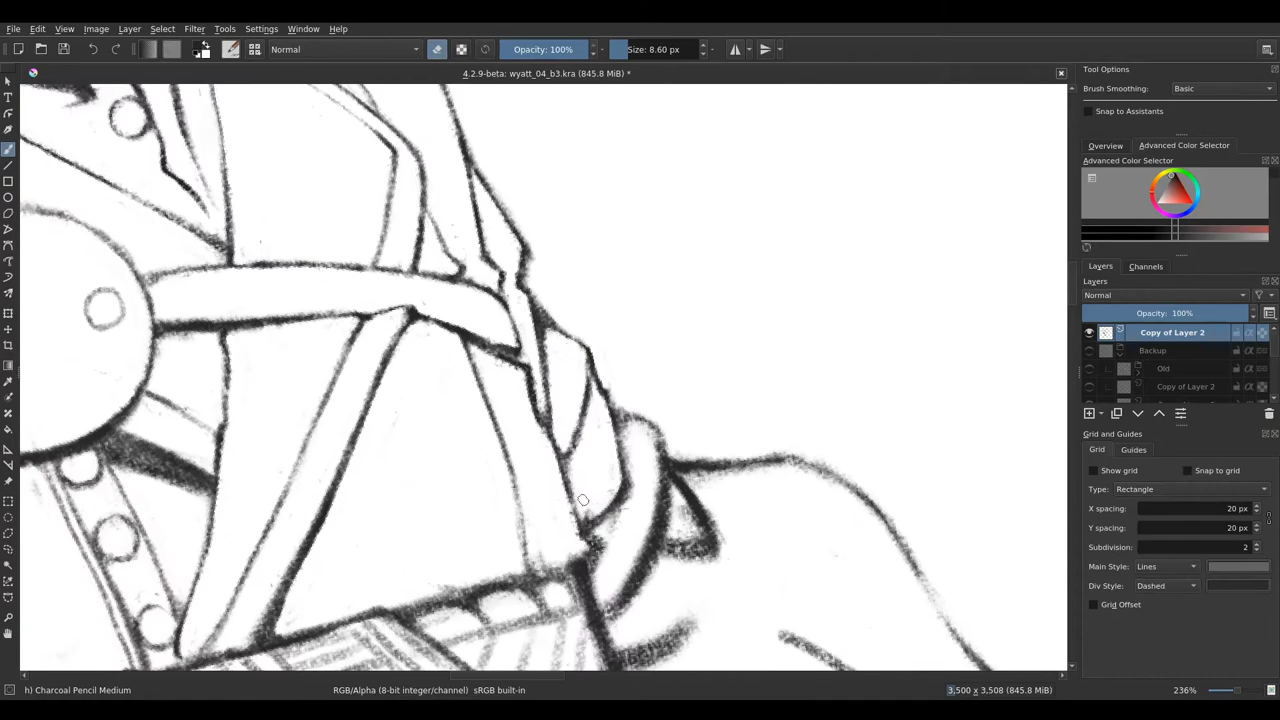 File Edit View Image Layer Select Filter Tools Settings Window Help
Normal Opacity: 100% Size: 8.60 px
4.2.9-beta: wyatt_04_b3.kra (845.8 MiB) *
Tool Options
Brush Smoothing: Basic
Snap to Assistants
Overview Advanced Color Selector
Advanced Color Selector
Layers Channels
Layers
Normal
Opacity: 100%
Copy of Layer 2
Backup
Old
Copy of Layer 2
Grid and Guides
Grid Guides
Show grid Snap to grid
Type: Rectangle
X spacing: 20 px
Y spacing: 20 px
Subdivision: 2
Main Style: Lines
Div Style: Dashed
Grid Offset
h) Charcoal Pencil Medium RGB/Alpha (8-bit integer/channel) sRGB built-in 3,500 x 3,508 (845.8 MiB) 236%